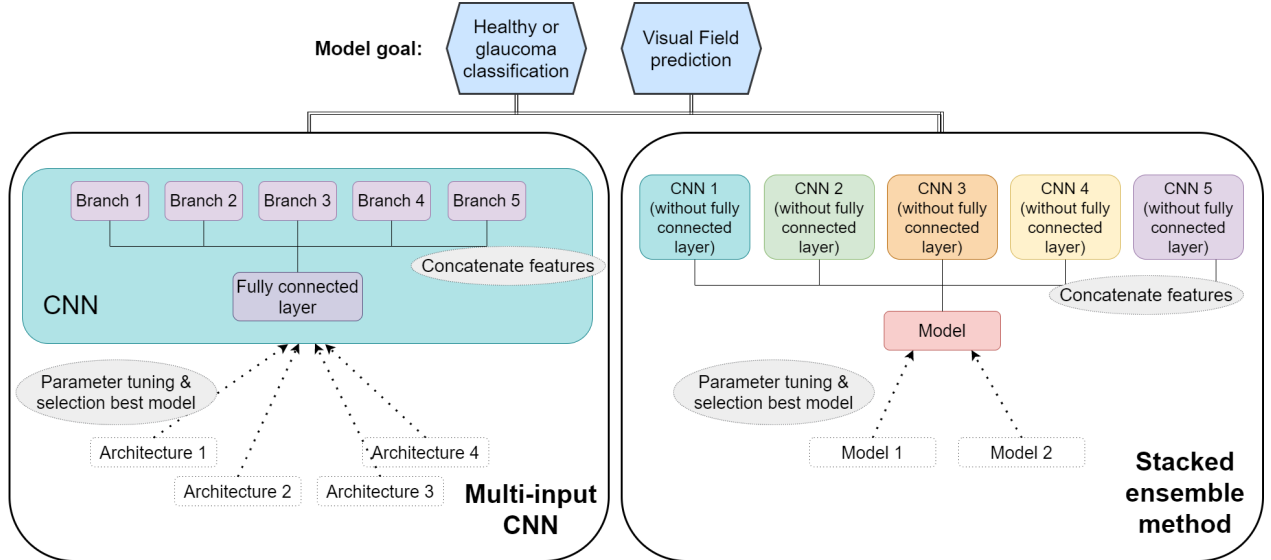 Model goal:
Healthy or
glaucoma
classification
Visual Field
prediction
Branch 1
Branch 2
Branch 3
Branch 4
Branch 5
Concatenate features
Fully connected
layer
CNN
Parameter tuning &
selection best model
Architecture 1
Architecture 4
Architecture 2
Architecture 3
Multi-input
CNN
CNN 1
(without fully
connected
layer)
CNN 2
(without fully
connected
layer)
CNN 3
(without fully
connected
layer)
CNN 4
(without fully
connected
layer)
CNN 5
(without fully
connected
layer)
Concatenate features
Model
Parameter tuning &
selection best model
Model 1
Model 2
Stacked
ensemble
method